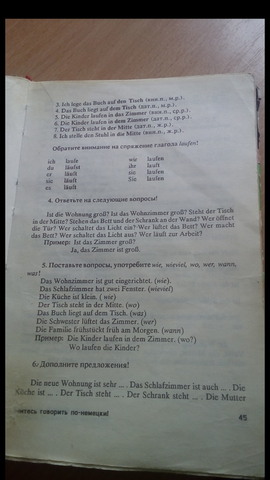 3. Ich lege das Buch auf den Tisch (вин.п., м.р.).
4. Das Buch liegt auf dem Tisch (дат.п., м.р.).
5. Die Kinder laufen in das Zimmer (вин.п., ср.р.).
6. Die Kinder laufen in dem Zimmer (дат.п., ср.р.).
7. Der Tisch steht in der Mitte (дат.п., ж.р.).
8. Ich stelle den Stuhl in die Mitte (вин.п., ж.р.).
Обратите внимание на спряжение глагола laufen!
ich laufe wir laufen
du läufst ihr lauft
er läuft sie laufen
sie läuft Sie laufen
es läuft
4. Ответьте на следующие вопросы!
Ist die Wohnung groß? Ist das Wohnzimmer groß? Steht der Tisch
in der Mitte? Stehen das Bett und der Schrank an der Wand? Wer öffnet
die Tür? Wer schaltet das Licht ein? Wer lüftet das Bett? Wer macht
das Bett? Wer schaltet das Licht aus? Wer läuft zur Arbeit?
Пример: Ist das Zimmer groß?
Ja, das Zimmer ist groß.
5. Поставьте вопросы, употребите wie, wieviel, wo, wer, wann,
was!
Das Wohnzimmer ist gut eingerichtet. (wie).
Das Schlafzimmer hat zwei Fenster. (wieviel)
Die Küche ist klein. (wie)
Der Tisch steht in der Mitte. (wo)
Das Buch liegt auf dem Tisch. (was)
Die Schwester lüftet das Zimmer. (wer)
Die Familie frühstückt früh am Morgen. (wann)
Пример: Die Kinder laufen in dem Zimmer. (wo?)
Wo laufen die Kinder?
6. Дополните предложения!
Die neue Wohnung ist sehr ... . Das Schlafzimmer ist auch ... . Die
Küche ist ... . Der Tisch steht ... . Der Schrank steht ... . Die Mutter
говорить по-немецки!
45